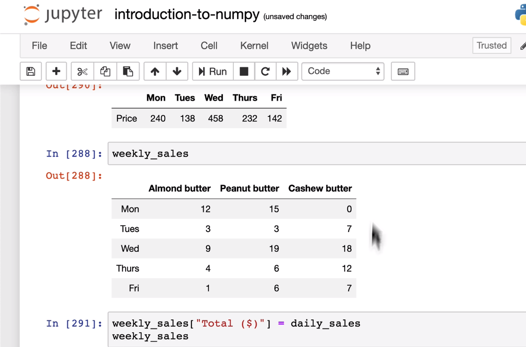 jupyter introduction-to-numpy (unsaved changes)
File Edit View Insert Cell Kernel Widgets Help Trusted
Run Code
Out[290]:
Mon Tues Wed Thurs Fri
Price 240 138 458 232 142
In [288]: weekly_sales
Out[288]:
Almond butter Peanut butter Cashew butter
Mon 12 15 0
Tues 3 3 7
Wed 9 19 18
Thurs 4 6 12
Fri 1 6 7
In [291]: weekly_sales["Total ($)"] = daily_sales
weekly_sales